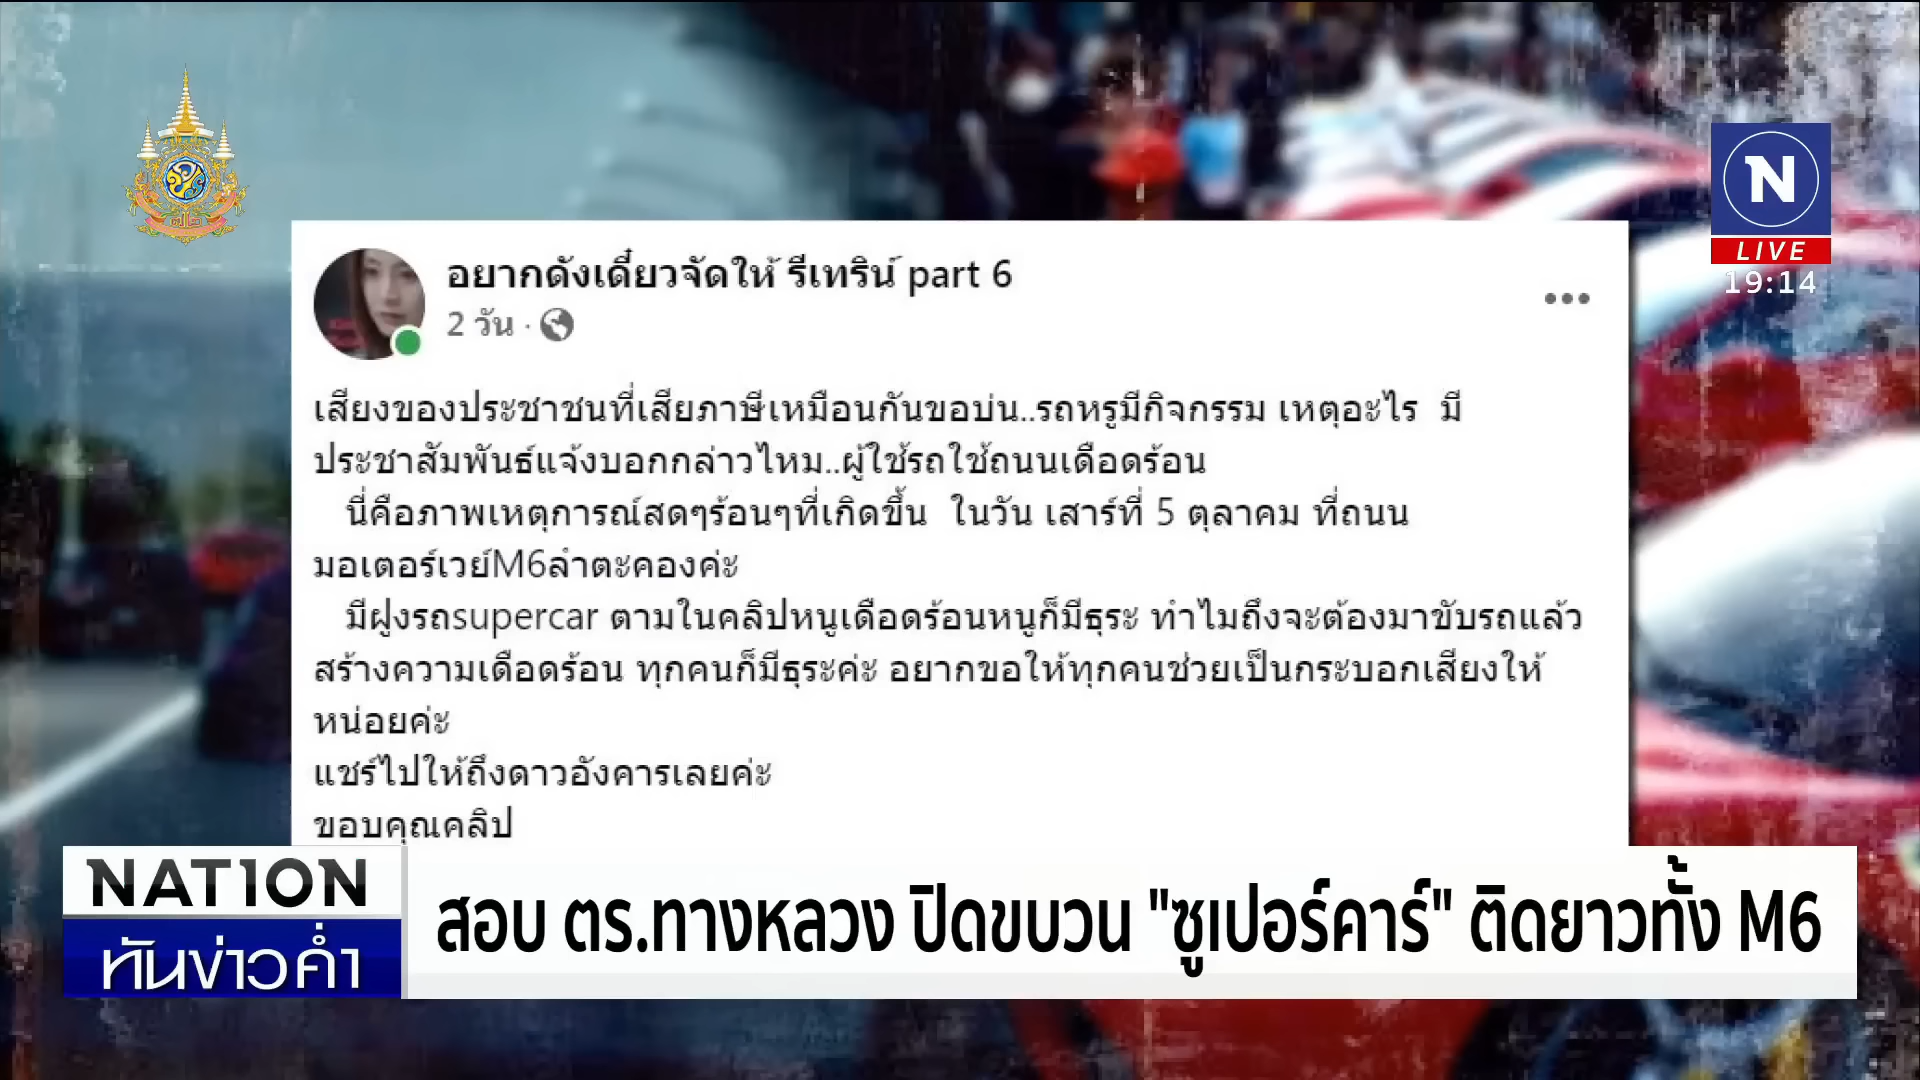 N
LIVE
19:14
อยากดังเดี๋ยวจัดให้ รีเทริน์ part 6
2 วัน ·
เสียงของประชาชนที่เสียภาษีเหมือนกันขอบ่น..รถหรูมีกิจกรรม เหตุอะไร มี
ประชาสัมพันธ์แจ้งบอกกล่าวไหม..ผู้ใช้รถใช้ถนนเดือดร้อน
นี่คือภาพเหตุการณ์สดๆร้อนๆที่เกิดขึ้น ในวัน เสาร์ที่ 5 ตุลาคม ที่ถนน
มอเตอร์เวย์M6ลำตะคองค่ะ
มีฝูงรถsupercar ตามในคลิปหนูเดือดร้อนหนูก็มีธุระ ทำไมถึงจะต้องมาขับรถแล้ว
สร้างความเดือดร้อน ทุกคนก็มีธุระค่ะ อยากขอให้ทุกคนช่วยเป็นกระบอกเสียงให้
หน่อยค่ะ
แชร์ไปให้ถึงดาวอังคารเลยค่ะ
ขอบคุณคลิป
NATION
ทันข่าวค่ำ
สอบ ตร.ทางหลวง ปิดขบวน "ซูเปอร์คาร์" ติดยาวทั้ง M6